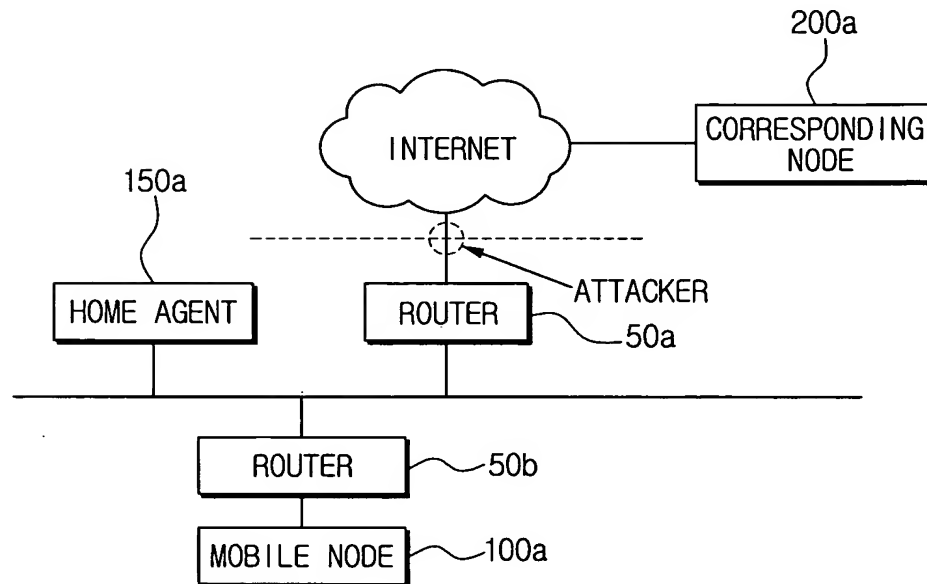 200a
INTERNET
CORRESPONDING
NODE
150a
HOME AGENT
ATTACKER
ROUTER
50a
ROUTER
50b
MOBILE NODE
100a